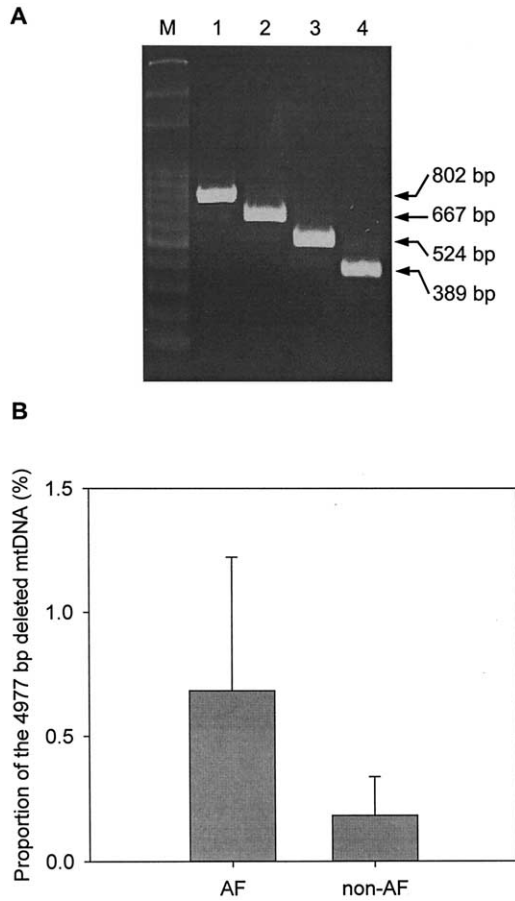 A
M 1 2 3 4
802 bp
667 bp
524 bp
389 bp
B
Proportion of the 4977 bp deleted mtDNA (%)
1.5
1.0
0.5
0.0
AF non-AF